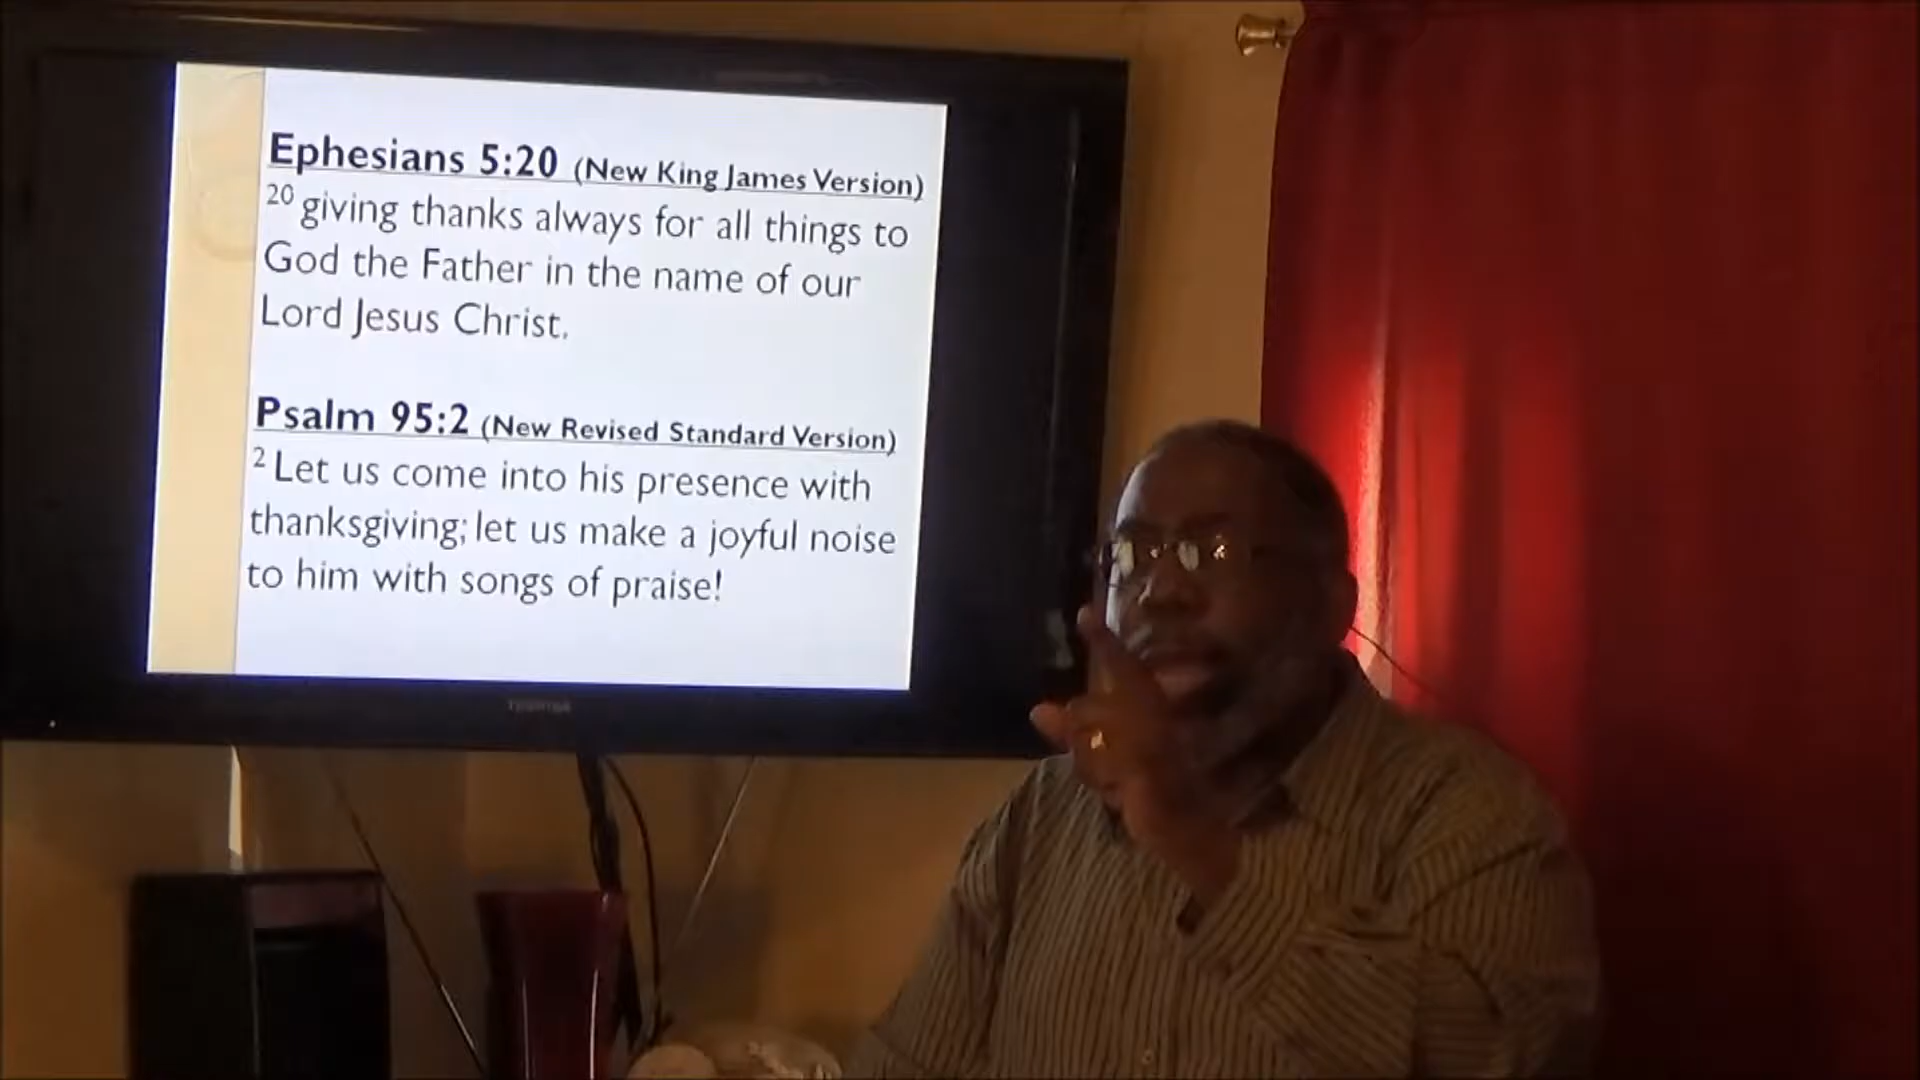 Ephesians 5:20 (New King James Version)
20 giving thanks always for all things to
God the Father in the name of our
Lord Jesus Christ.
Psalm 95:2 (New Revised Standard Version)
2 Let us come into his presence with
thanksgiving; let us make a joyful noise
to him with songs of praise!
TOSHIBA